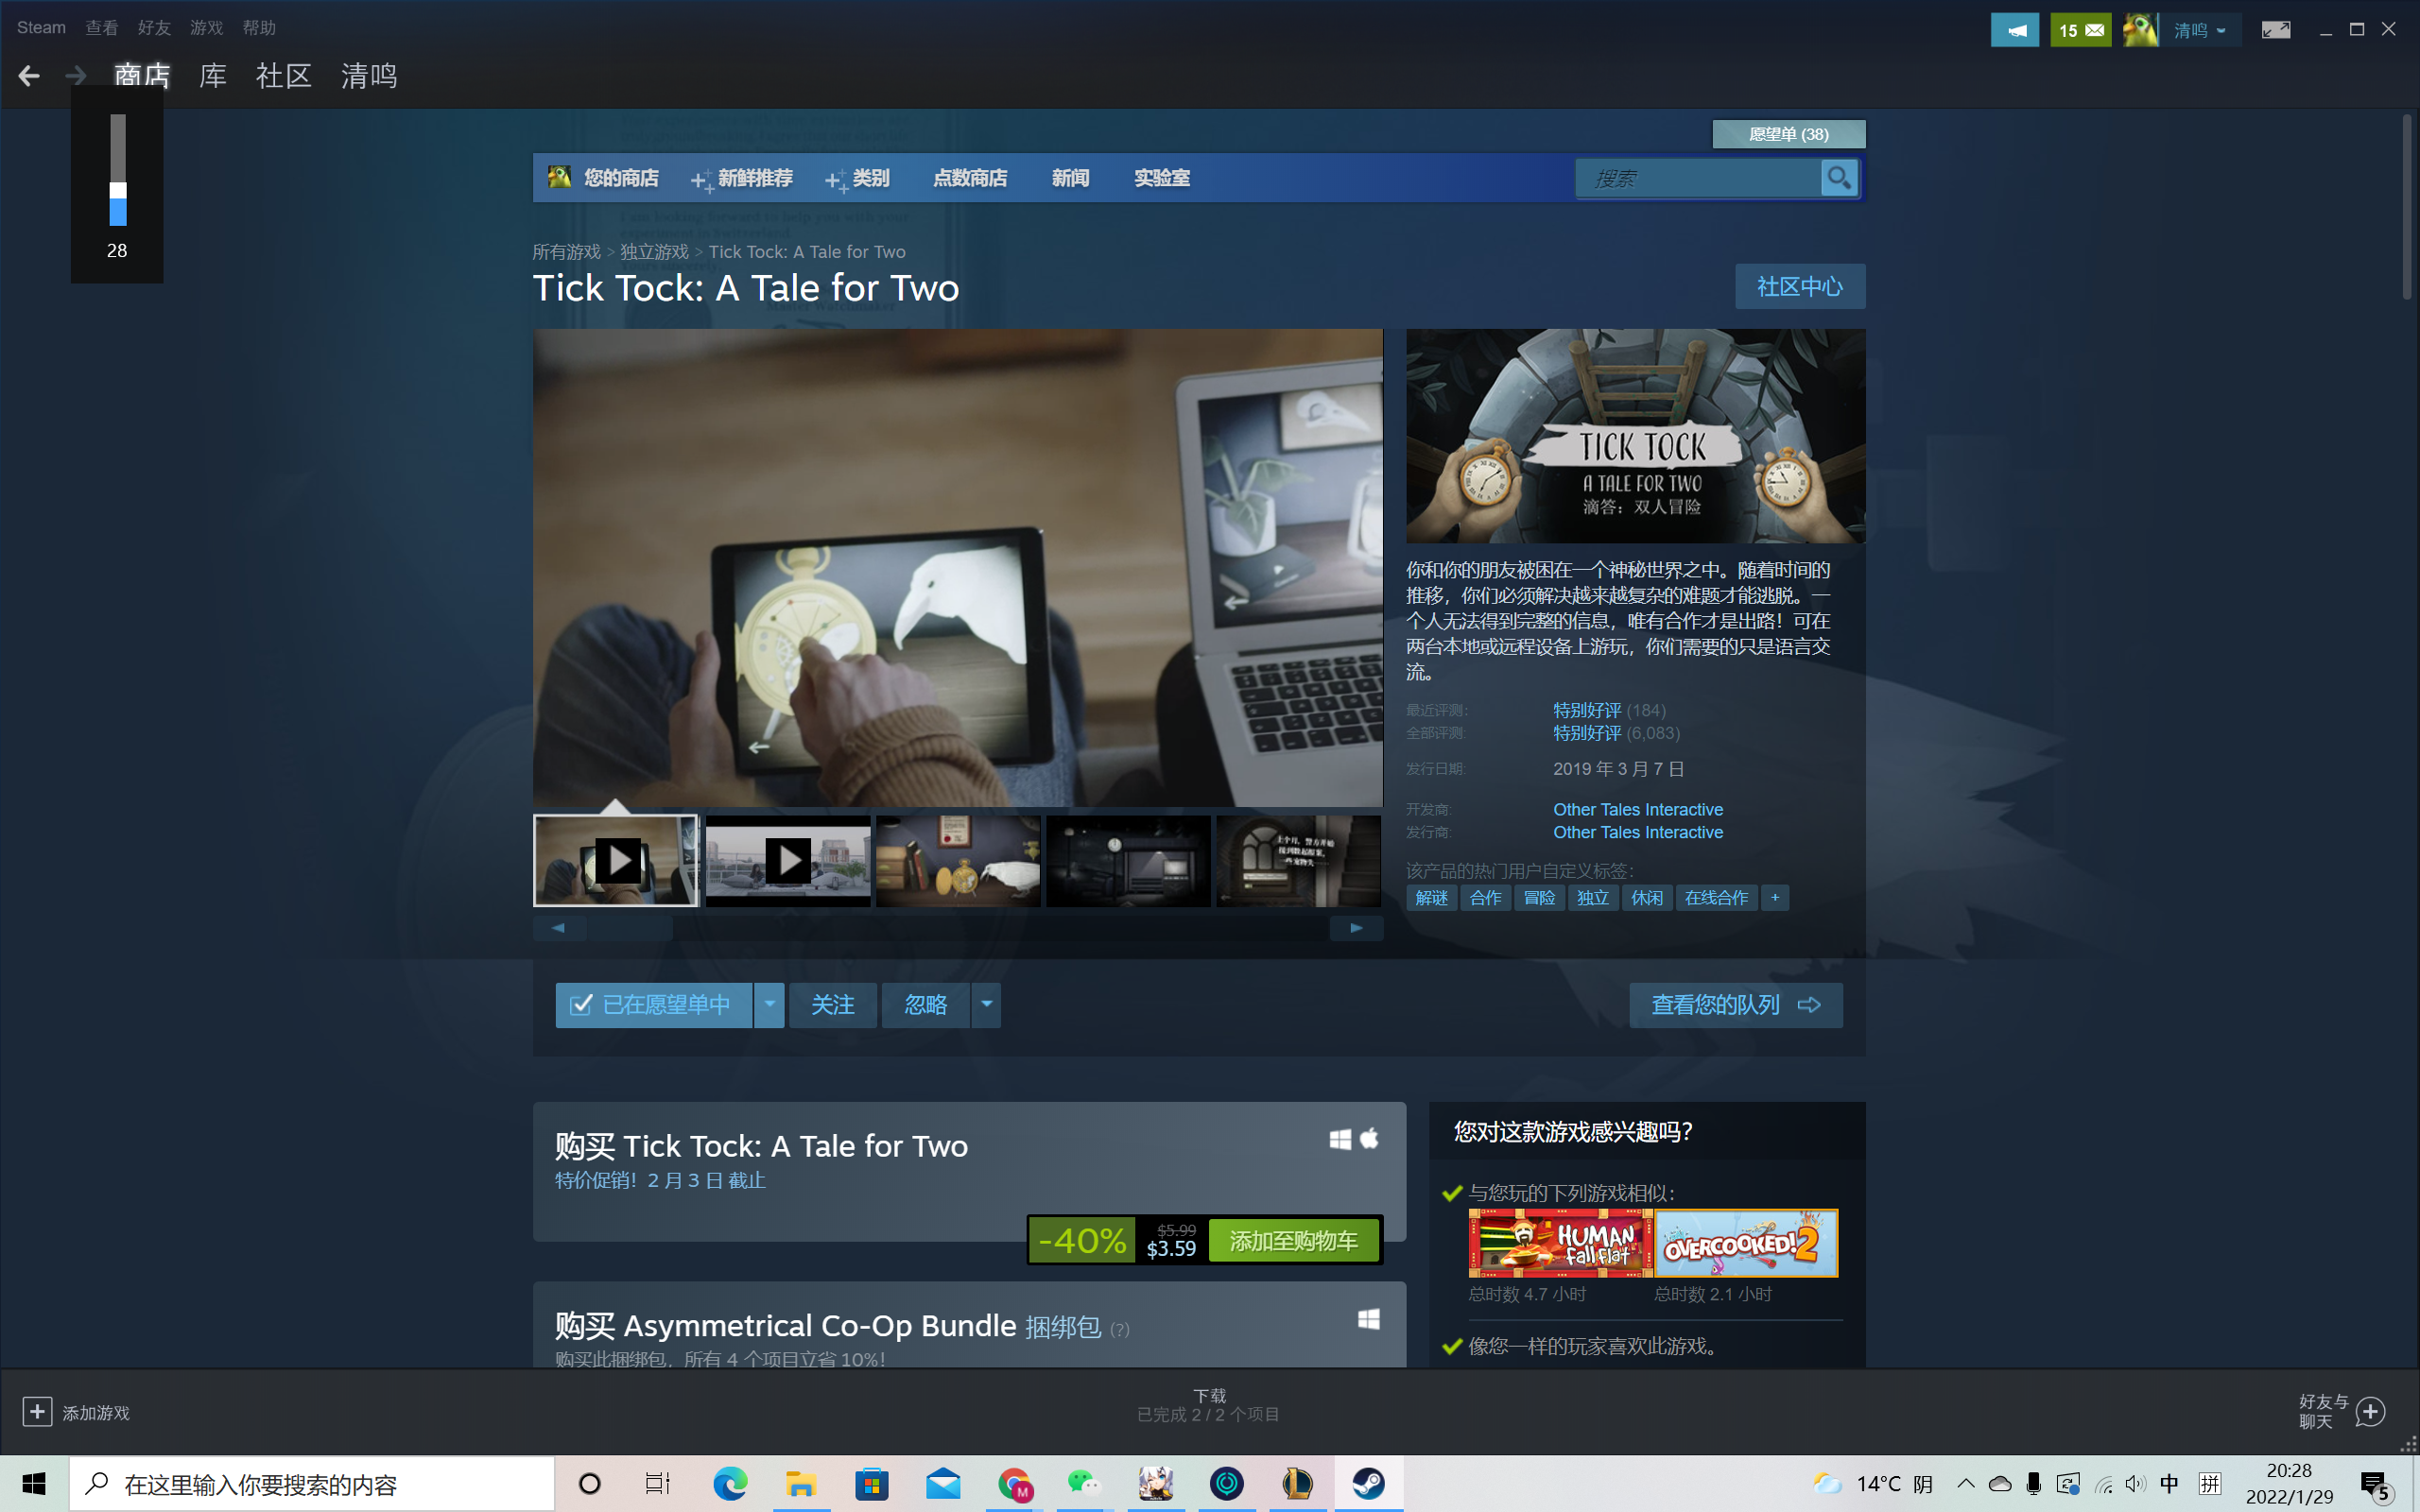 Steam 查看 好友 游戏 帮助
15 清鸣
商店 库 社区 清鸣
28
愿望单 (38)
您的商店 新鲜推荐 类别 点数商店 新闻 实验室 搜索
I am looking forward to help you with your
experiment in Switzerland.
所有游戏 > 独立游戏 > Tick Tock: A Tale for Two
Tick Tock: A Tale for Two
社区中心
TICK TOCK
A TALE FOR TWO
滴答：双人冒险
你和你的朋友被困在一个神秘世界之中。随着时间的
推移，你们必须解决越来越复杂的难题才能逃脱。一
个人无法得到完整的信息，唯有合作才是出路！可在
两台本地或远程设备上游玩，你们需要的只是语言交
流。
最近评测: 特别好评 (184)
全部评测: 特别好评 (6,083)
发行日期: 2019 年 3 月 7 日
开发商: Other Tales Interactive
发行商: Other Tales Interactive
该产品的热门用户自定义标签:
解谜 合作 冒险 独立 休闲 在线合作 +
已在愿望单中 关注 忽略 查看您的队列
购买 Tick Tock: A Tale for Two
特价促销！2 月 3 日 截止
-40% $5.99 $3.59 添加至购物车
购买 Asymmetrical Co-Op Bundle 捆绑包 (?)
购买此捆绑包，所有 4 个项目立省 10%！
您对这款游戏感兴趣吗？
与您玩的下列游戏相似:
HUMAN fall flat OVERCOOKED! 2
总时数 4.7 小时 总时数 2.1 小时
像您一样的玩家喜欢此游戏。
添加游戏
下载
已完成 2 / 2 个项目
好友与
聊天
在这里输入你要搜索的内容
M
14°C 阴
中 拼
20:28
2022/1/29
5